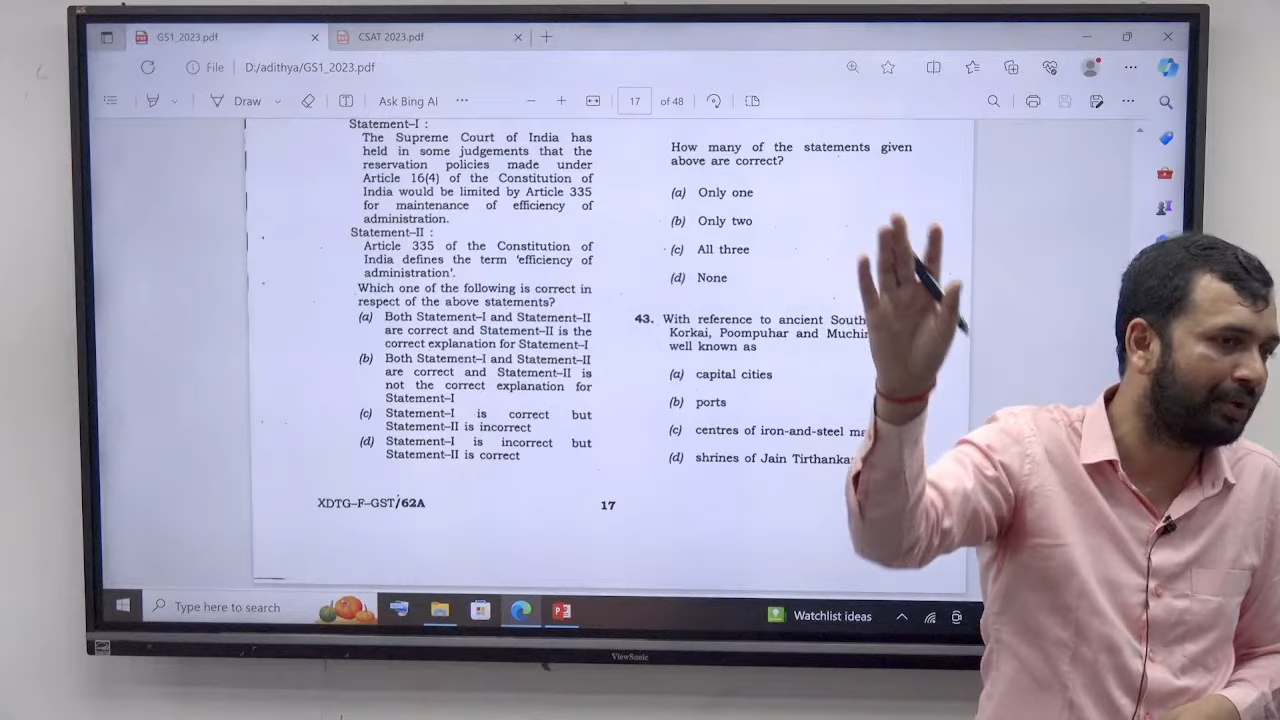 GS1_2023.pdf
CSAT 2023.pdf
File
D:/adithya/GS1_2023.pdf
Draw
Ask Bing AI
17
of 48
Statement–I :
The Supreme Court of India has
held in some judgements that the
reservation policies made under
Article 16(4) of the Constitution of
India would be limited by Article 335
for maintenance of efficiency of
administration.
Statement–II :
Article 335 of the Constitution of
India defines the term 'efficiency of
administration'.
Which one of the following is correct in
respect of the above statements?
(a) Both Statement–I and Statement–II
are correct and Statement–II is the
correct explanation for Statement–I
(b) Both Statement–I and Statement–II
are correct and Statement–II is
not the correct explanation for
Statement–I
(c) Statement–I is correct but
Statement–II is incorrect
(d) Statement–I is incorrect but
Statement–II is correct
XDTG–F–GST/62A
17
How many of the statements given
above are correct?
(a) Only one
(b) Only two
(c) All three
(d) None
43. With reference to ancient South
Korkai, Poompuhar and
well known as
(a) capital cities
(b) ports
(c) centres of iron-and-steel
(d) shrines of Jain
Type here to search
Watchlist ideas
ViewSonic